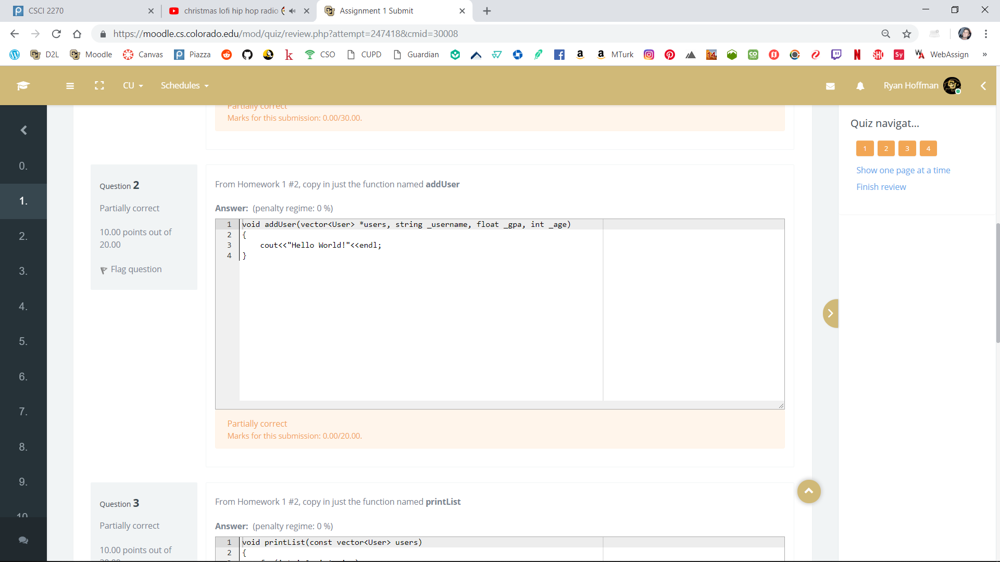 CSCI 2270
christmas lofi hip hop radio
Assignment 1 Submit
https://moodle.cs.colorado.edu/mod/quiz/review.php?attempt=247418&cmid=30008
D2L
Moodle
Canvas
Piazza
CSO
CUPD
Guardian
MTurk
WebAssign
»
CU
Schedules
Ryan Hoffman
0.
1.
2.
3.
4.
5.
6.
7.
8.
9.
10
Partially correct
Marks for this submission: 0.00/30.00.
Question 2
Partially correct
10.00 points out of
20.00
Flag question
From Homework 1 #2, copy in just the function named addUser
Answer: (penalty regime: 0 %)
1 void addUser(vector<User> *users, string _username, float _gpa, int _age)
2 {
3     cout<<"Hello World!"<<endl;
4 }
Partially correct
Marks for this submission: 0.00/20.00.
Question 3
Partially correct
10.00 points out of
From Homework 1 #2, copy in just the function named printList
Answer: (penalty regime: 0 %)
1 void printList(const vector<User> users)
2 {
Quiz navigat...
1 2 3 4
Show one page at a time
Finish review